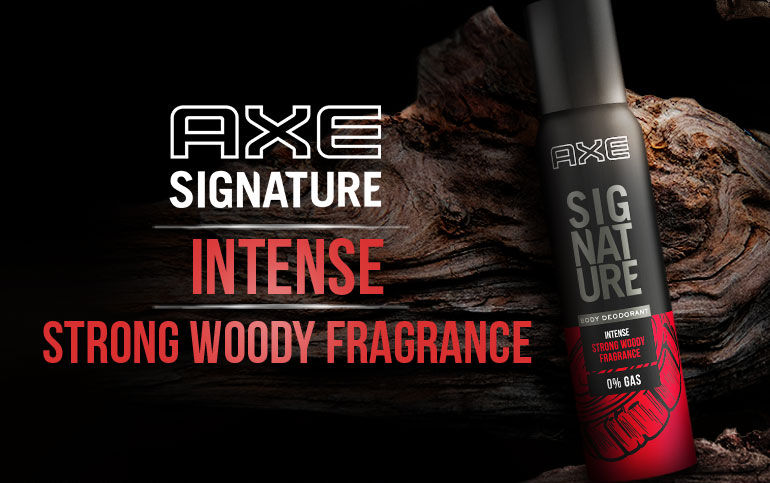 AXE
SIGNATURE
INTENSE
STRONG WOODY FRAGRANCE
AXE
SIG
NAT
URE
BODY DEODORANT
INTENSE
STRONG WOODY
FRAGRANCE
0% GAS